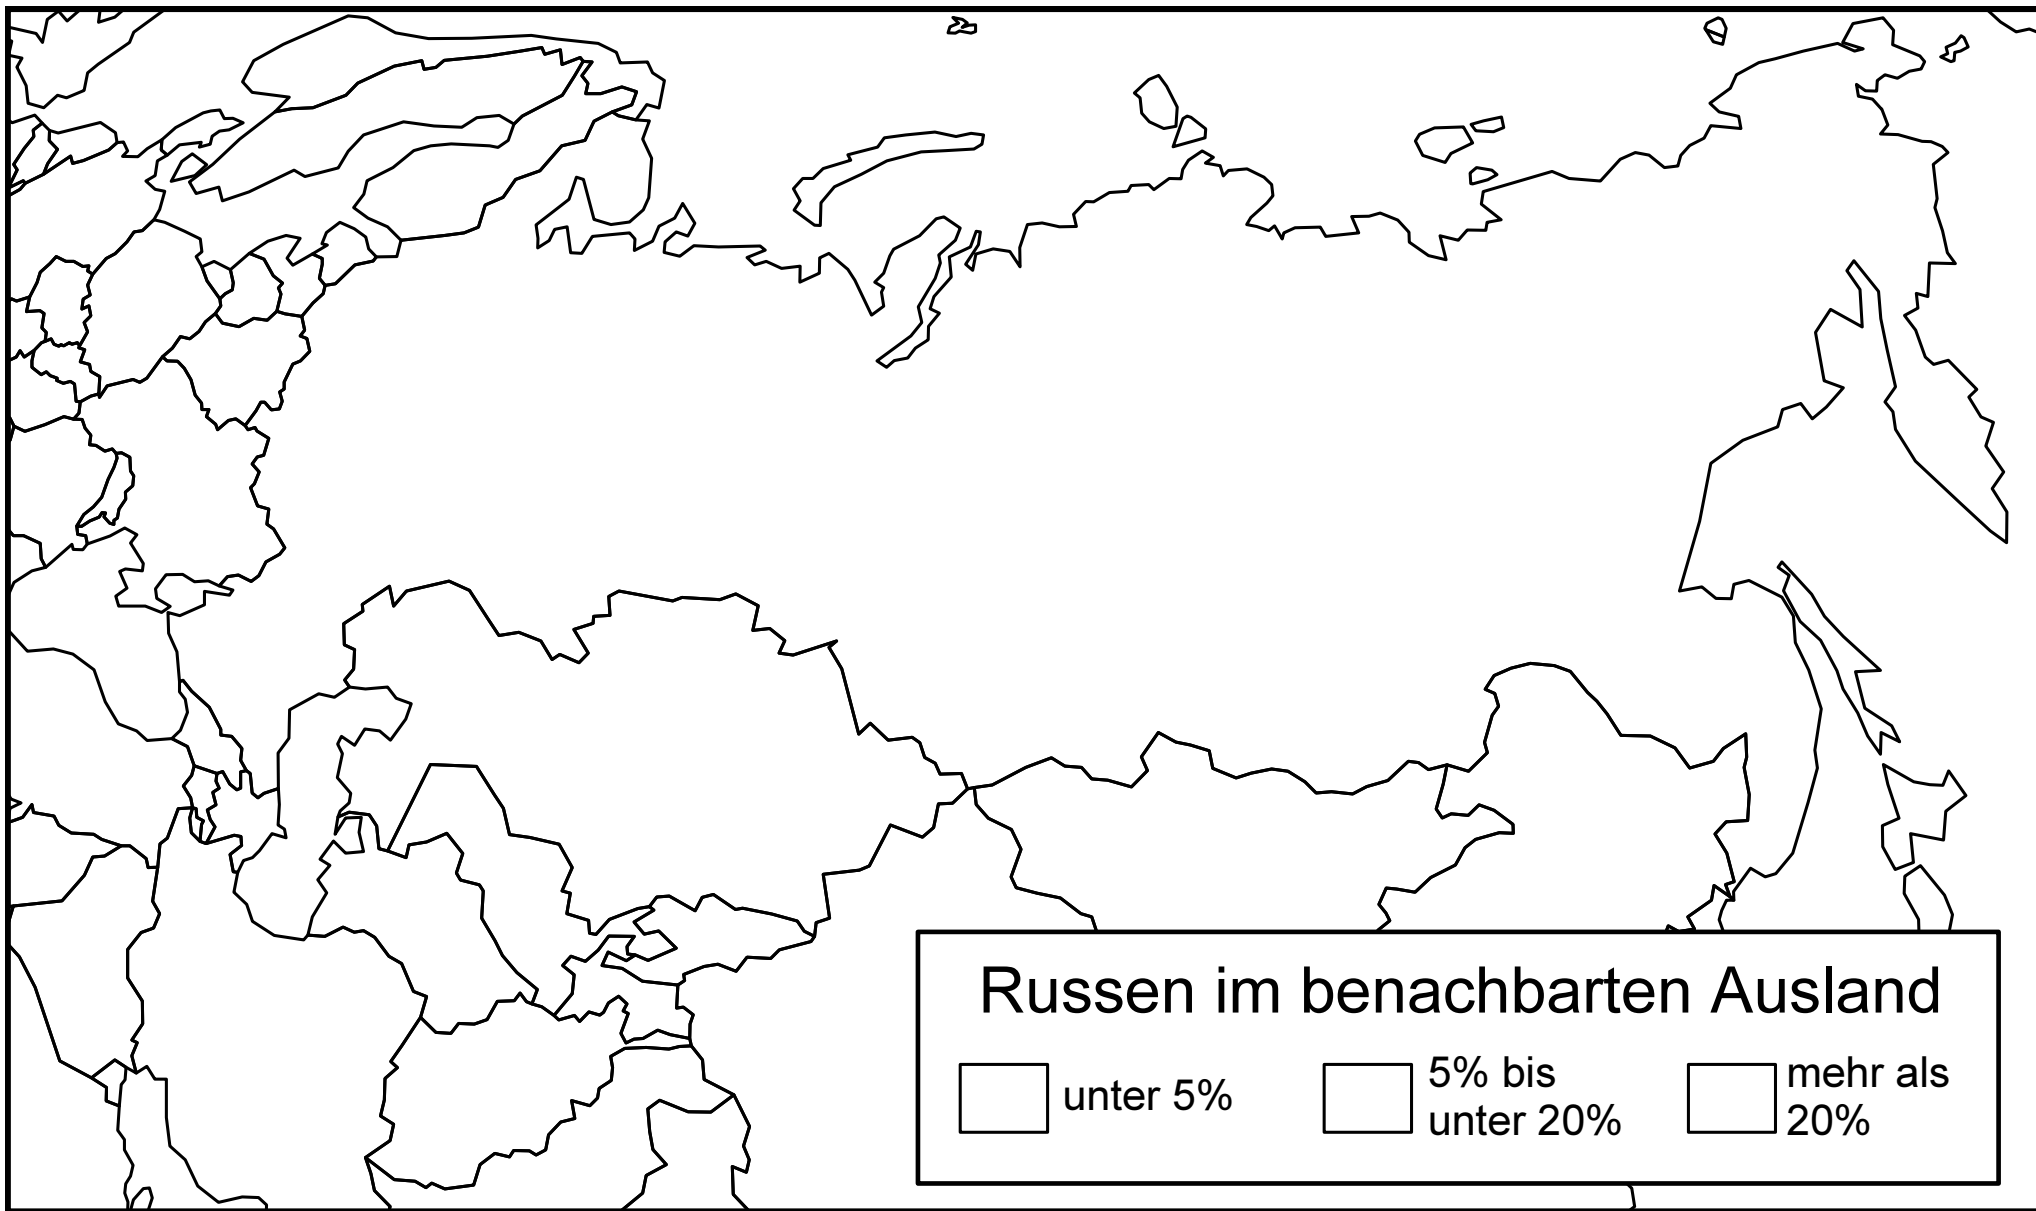 Russen im benachbarten Ausland
unter 5%
5% bis
unter 20%
mehr als
20%